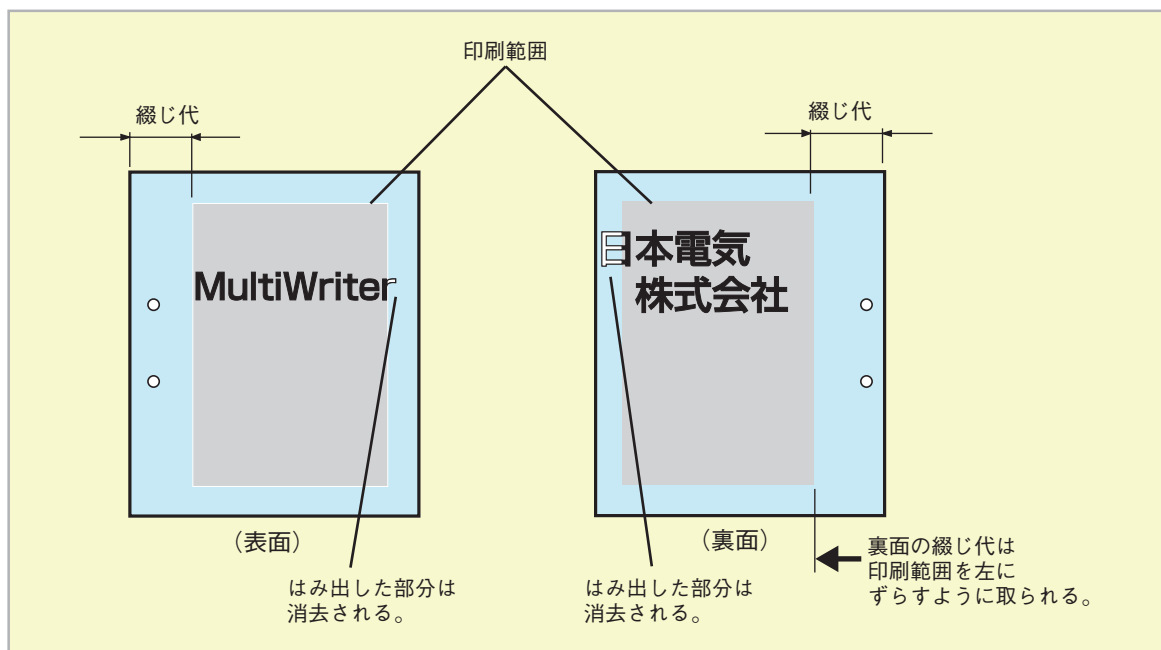 印刷範囲
綴じ代
綴じ代
MultiWriter
日本電気
株式会社
（表面）
（裏面）
はみ出した部分は
消去される。
はみ出した部分は
消去される。
裏面の綴じ代は
印刷範囲を左に
ずらすように取られる。